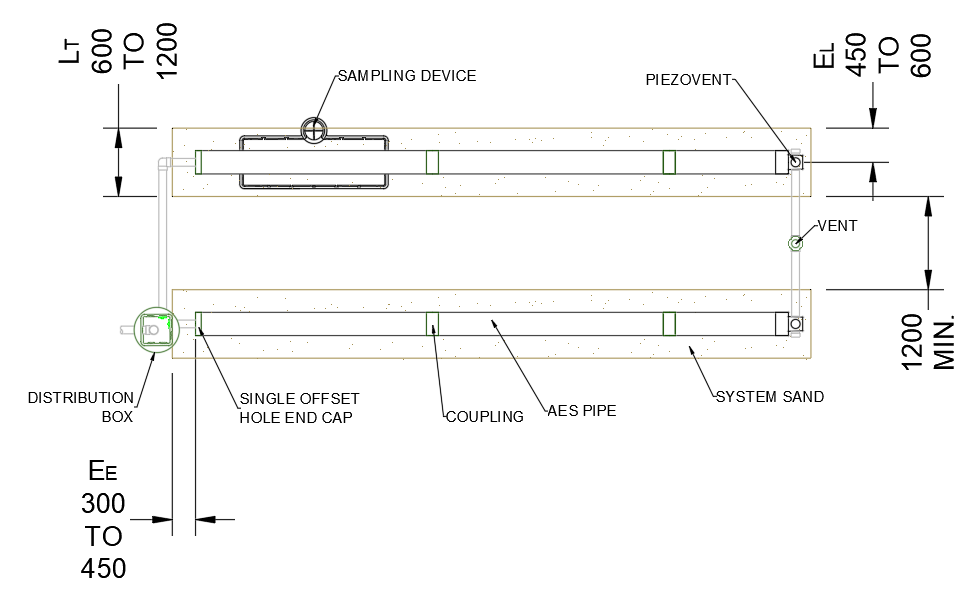 LT
600
TO
1200
SAMPLING DEVICE
PIEZOVENT
EL
450
TO
600
VENT
1200
MIN.
DISTRIBUTION
BOX
SINGLE OFFSET
HOLE END CAP
COUPLING
AES PIPE
SYSTEM SAND
EE
300
TO
450